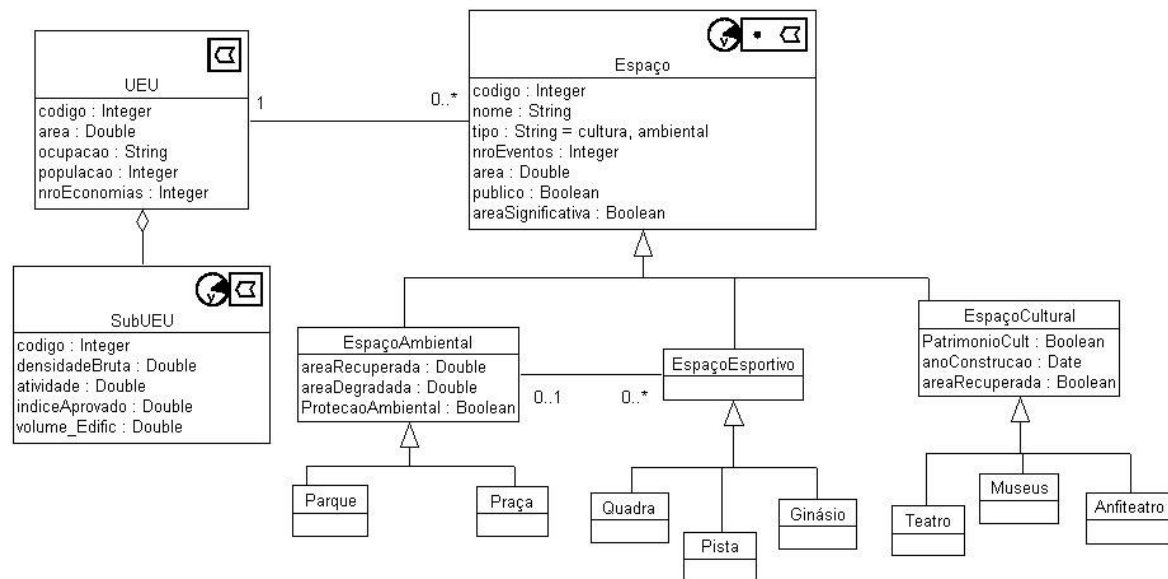 UEU
codigo : Integer
area : Double
ocupacao : String
populacao : Integer
nroEconomias : Integer
1
0..*
y
Espaço
codigo : Integer
nome : String
tipo : String = cultura, ambiental
nroEventos : Integer
area : Double
publico : Boolean
areaSignificativa : Boolean
y
SubUEU
codigo : Integer
densidadeBruta : Double
atividade : Double
indiceAprovado : Double
volume_Edific : Double
EspaçoAmbiental
areaRecuperada : Double
areaDegradada : Double
ProtecaoAmbiental : Boolean
0..1
0..*
EspaçoEsportivo
EspaçoCultural
PatrimonioCult : Boolean
anoConstrucao : Date
areaRecuperada : Boolean
Parque
Praça
Quadra
Pista
Ginásio
Teatro
Museus
Anfiteatro